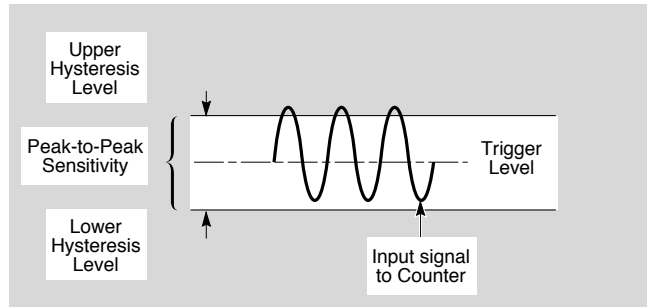 Upper
Hysteresis
Level
Peak-to-Peak
Sensitivity
Trigger
Level
Lower
Hysteresis
Level
Input signal
to Counter